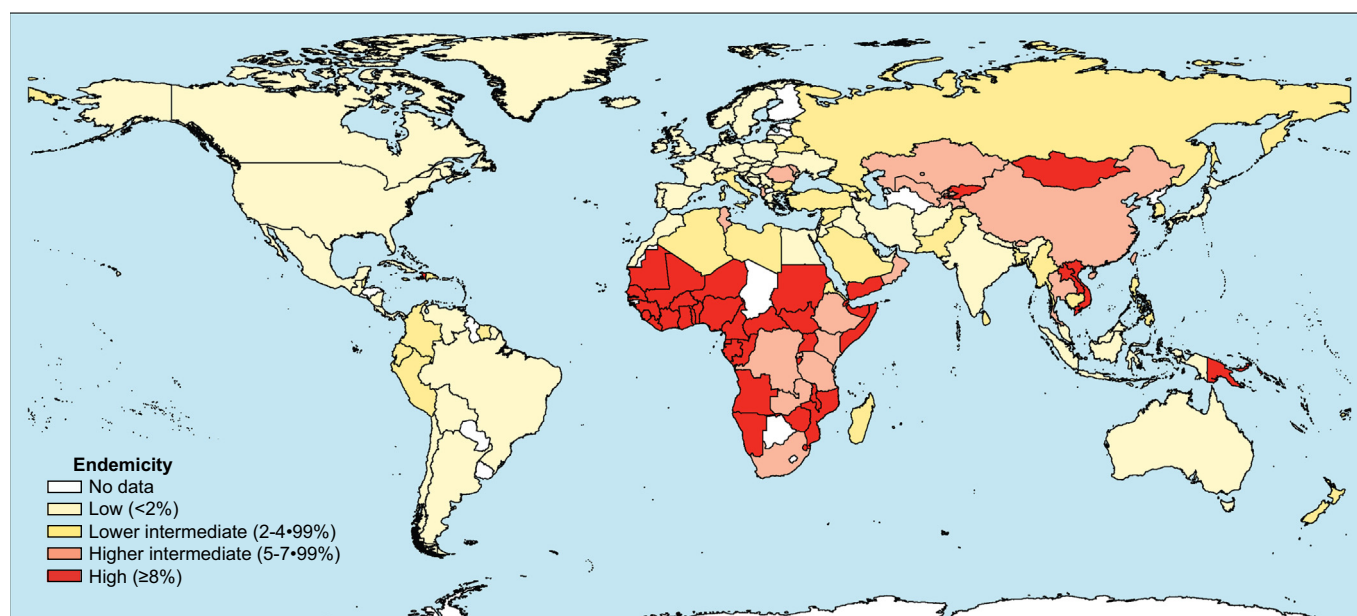 Endemicity
No data
Low (<2%)
Lower intermediate (2-4•99%)
Higher intermediate (5-7•99%)
High (≥8%)